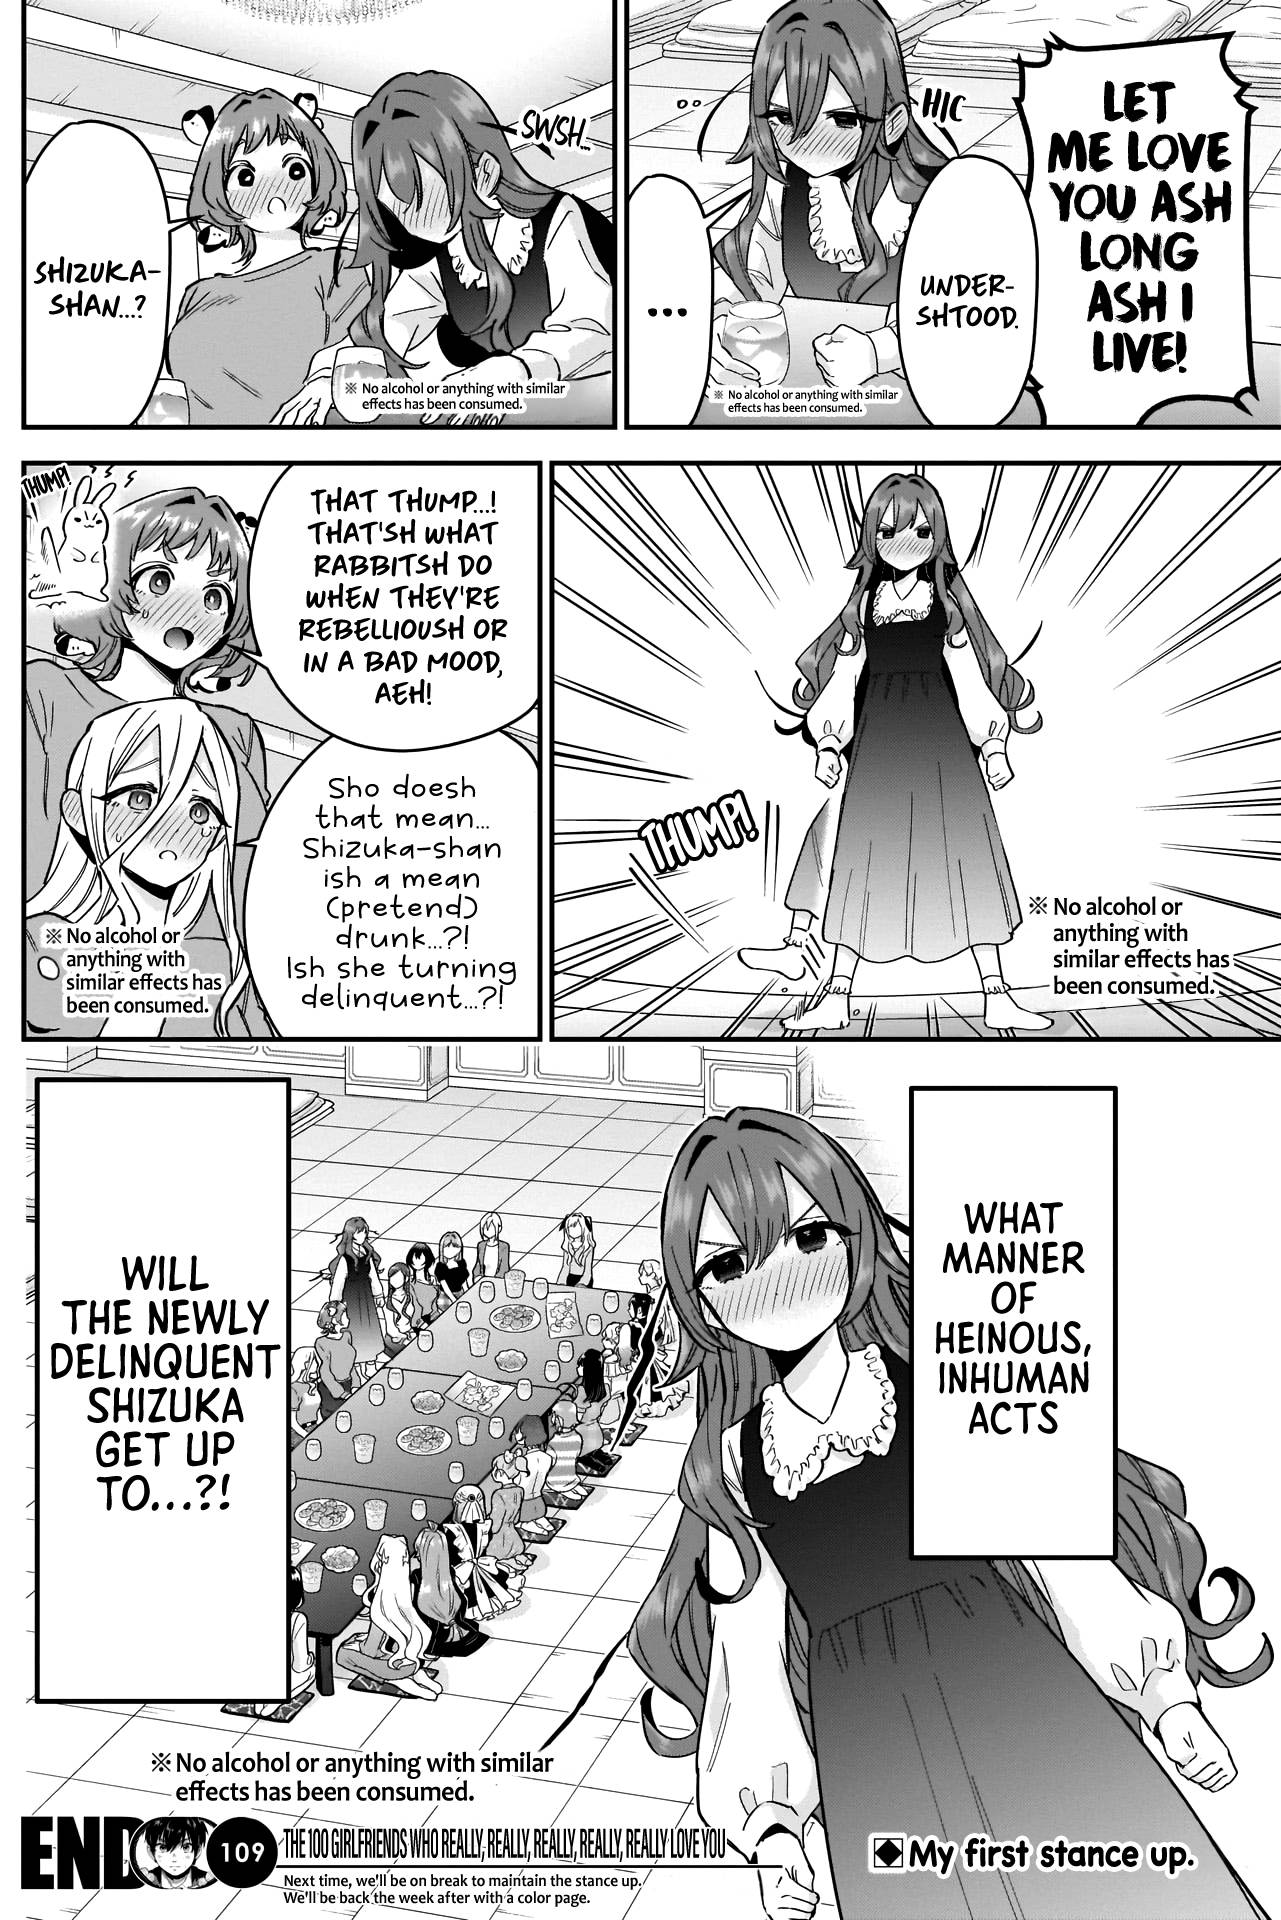 LET
ME LOVE
YOU ASH
LONG
ASH I
LIVE!
HIC
UNDER-
SHTOOD.
...
※ No alcohol or anything with similar
effects has been consumed.
SWSH...
SHIZUKA-
SHAN...?
※ No alcohol or anything with similar
effects has been consumed.
THUMP!
※ No alcohol or
anything with
similar effects has
been consumed.
THUMP!
THAT THUMP...!
THAT'SH WHAT
RABBITSH DO
WHEN THEY'RE
REBELLIOUSH OR
IN A BAD MOOD,
AEH!
Sho doesh
that mean...
Shizuka-shan
ish a mean
(pretend)
drunk...?!
Ish she turning
delinquent...?!
※ No alcohol or
anything with
similar effects has
been consumed.
WHAT
MANNER
OF
HEINOUS,
INHUMAN
ACTS
WILL
THE NEWLY
DELINQUENT
SHIZUKA
GET UP
TO...?!
※ No alcohol or anything with similar
effects has been consumed.
END 109 THE 100 GIRLFRIENDS WHO REALLY, REALLY, REALLY, REALLY, REALLY LOVE YOU
Next time, we'll be on break to maintain the stance up.
We'll be back the week after with a color page.
◆ My first stance up.